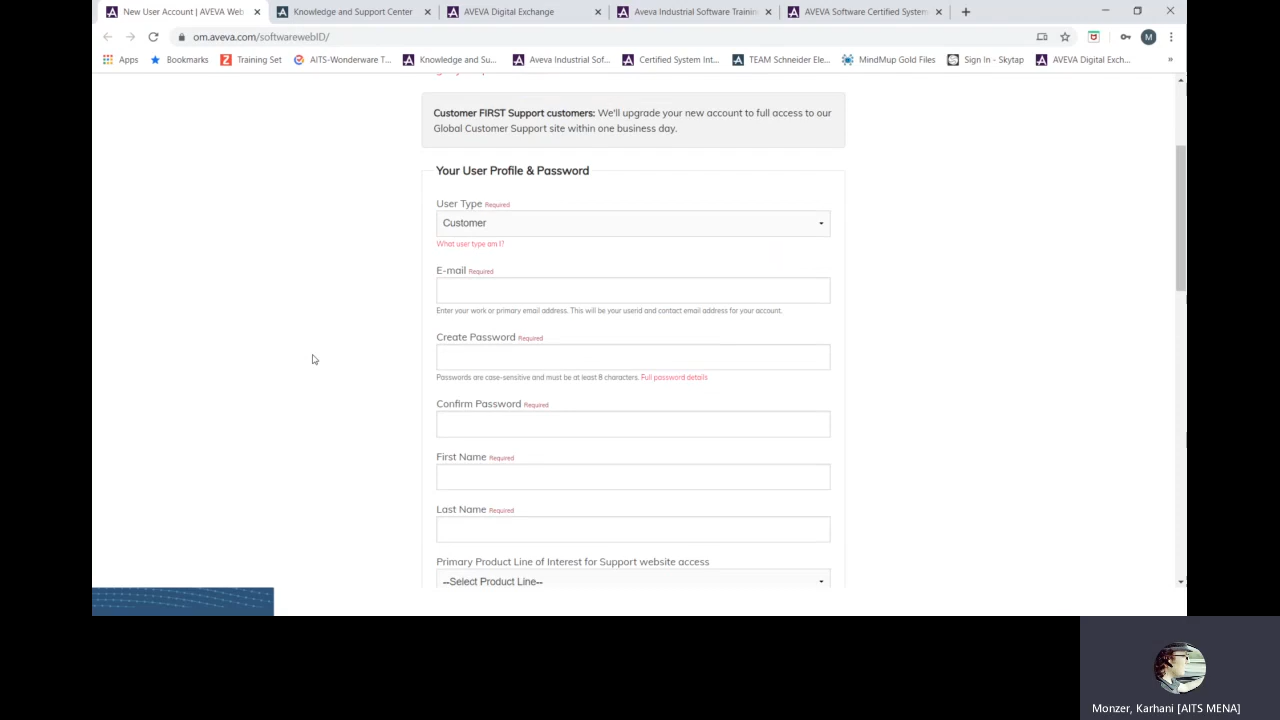 New User Account | AVEVA Web
Knowledge and Support Center
AVEVA Digital Exchange
Aveva Industrial Software Training
AVEVA Software Certified System
om.aveva.com/softwarewebID/
M
Apps
Bookmarks
Training Set
AITS-Wonderware T...
Knowledge and Su...
Aveva Industrial Sof...
Certified System Int...
TEAM Schneider Ele...
MindMup Gold Files
Sign In - Skytap
AVEVA Digital Exch...
Customer FIRST Support customers: We'll upgrade your new account to full access to our
Global Customer Support site within one business day.
Your User Profile & Password
User Type Required
Customer
What user type am I?
E-mail Required
Enter your work or primary email address. This will be your userid and contact email address for your account.
Create Password Required
Passwords are case-sensitive and must be at least 8 characters. Full password details
Confirm Password Required
First Name Required
Last Name Required
Primary Product Line of Interest for Support website access
--Select Product Line--
Monzer, Karhani [AITS MENA]